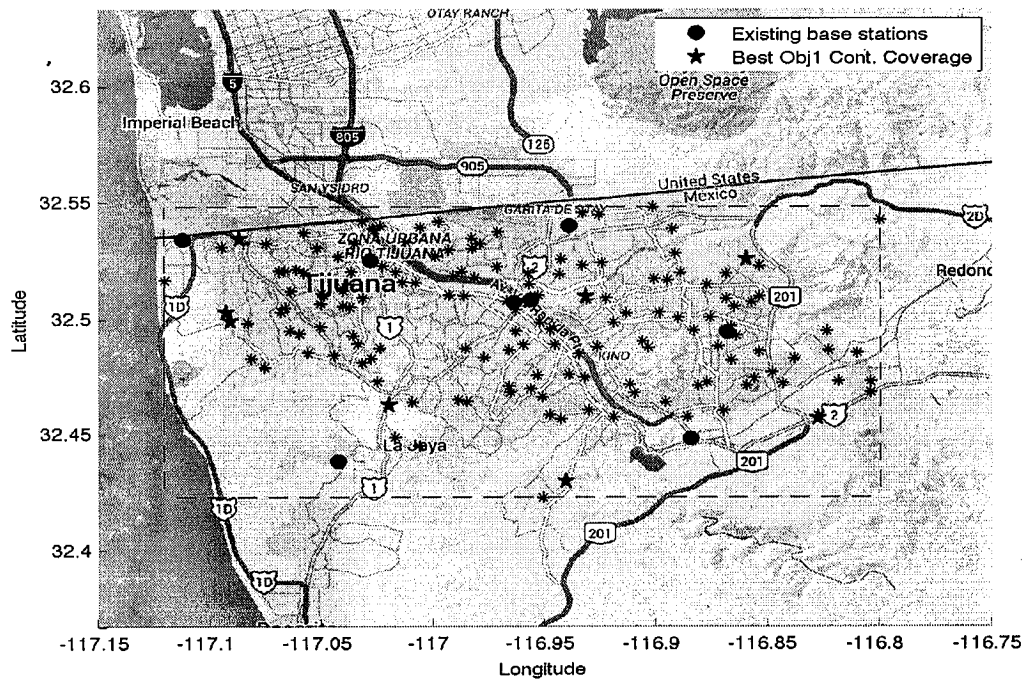 OTAY RANCH
Existing base stations
Best Obj1 Cont. Coverage
Open Space
Preserve
5
Imperial Beach
805
125
905
SAN YSIDRO
United States
Mexico
GARITA DE OTAY
2D
ZONA URBANA
RIO TIJUANA
2
Tijuana
1D
201
1
KINO
2
La Joya
201
1
1D
201
1D
32.6
32.55
32.5
32.45
32.4
Latitude
-117.15
-117.1
-117.05
-117
-116.95
-116.9
-116.85
-116.8
-116.75
Longitude